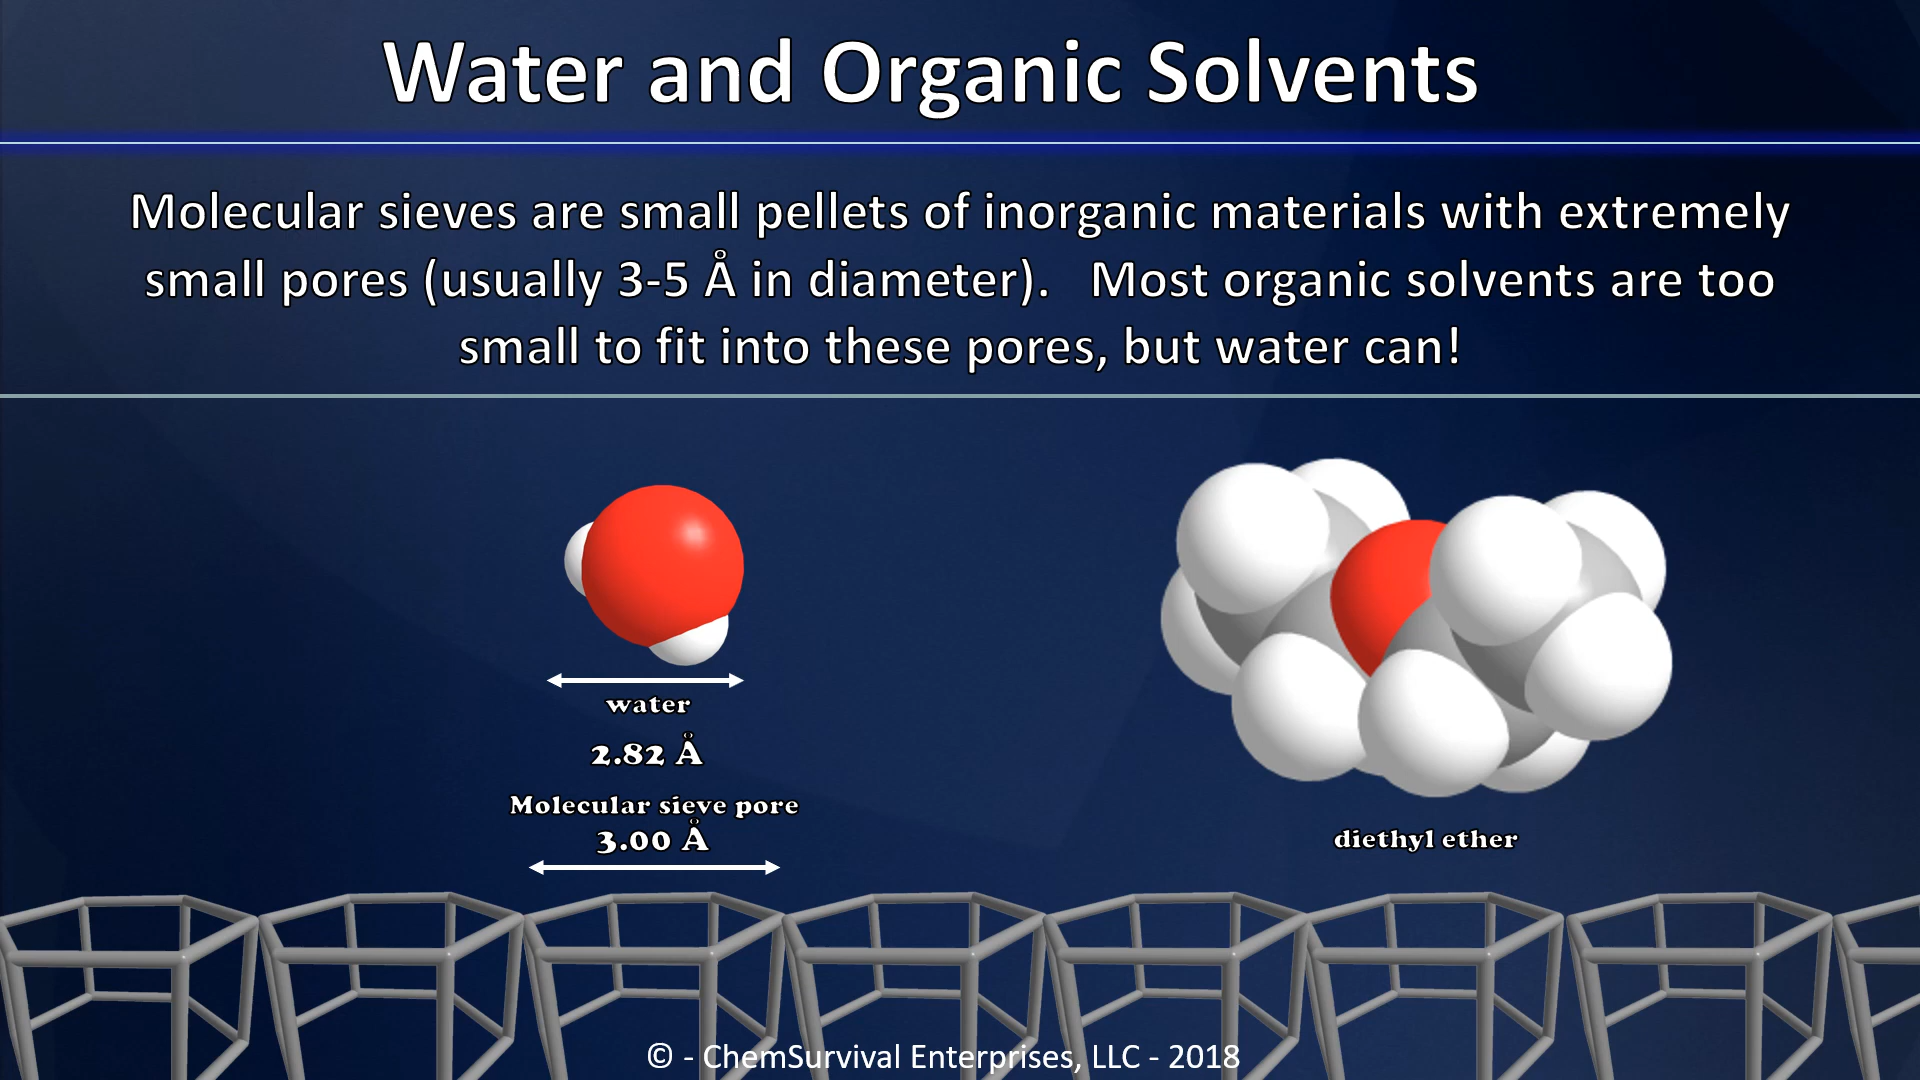 Water and Organic Solvents
Molecular sieves are small pellets of inorganic materials with extremely
small pores (usually 3-5 Å in diameter).   Most organic solvents are too
small to fit into these pores, but water can!
water
2.82 Å
Molecular sieve pore
3.00 Å
diethyl ether
© - ChemSurvival Enterprises, LLC - 2018